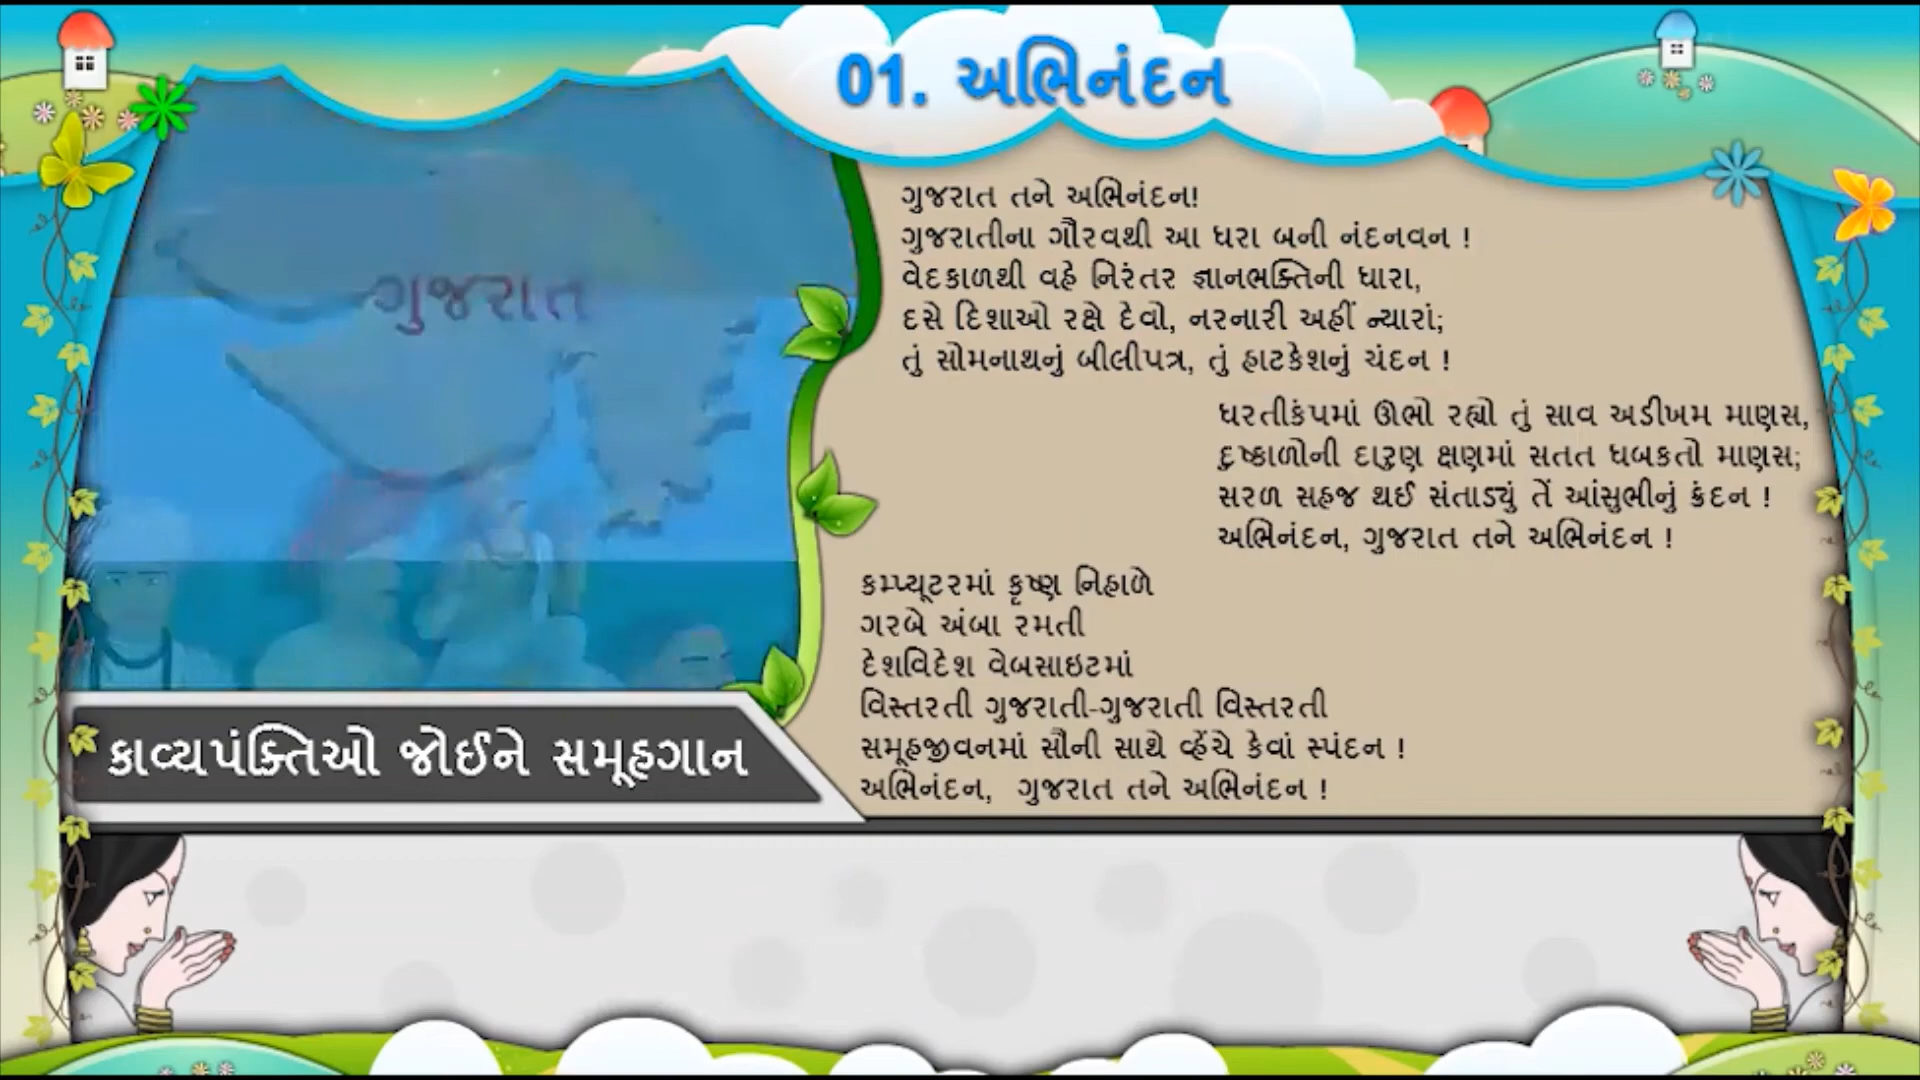 01. અભિનંદન
ગુજરાત
ગુજરાત તને અભિનંદન!
ગુજરાતીના ગૌરવથી આ ધરા બની નંદનવન !
વેદકાળથી વહે નિરંતર જ્ઞાનભક્તિની ધારા,
દસે દિશાઓ રક્ષે દેવો, નરનારી અહીં ન્યારાં;
તું સોમનાથનું બીલીપત્ર, તું હાટકેશનું ચંદન !
ધરતીકંપમાં ઊભો રહ્યો તું સાવ અડીખમ માણસ,
દુષ્કાળોની દારુણ ક્ષણમાં સતત ધબકતો માણસ;
સરળ સહજ થઈ સંતાડ્યું તેં આંસુભીનું ક્રંદન !
અભિનંદન, ગુજરાત તને અભિનંદન !
કમ્પ્યૂટરમાં કૃષ્ણ નિહાળે
ગરબે અંબા રમતી
દેશવિદેશ વેબસાઇટમાં
વિસ્તરતી ગુજરાતી-ગુજરાતી વિસ્તરતી
સમૂહજીવનમાં સૌની સાથે વ્હેંચે કેવાં સ્પંદન !
અભિનંદન, ગુજરાત તને અભિનંદન !
કાવ્યપંક્તિઓ જોઈને સમૂહગાન